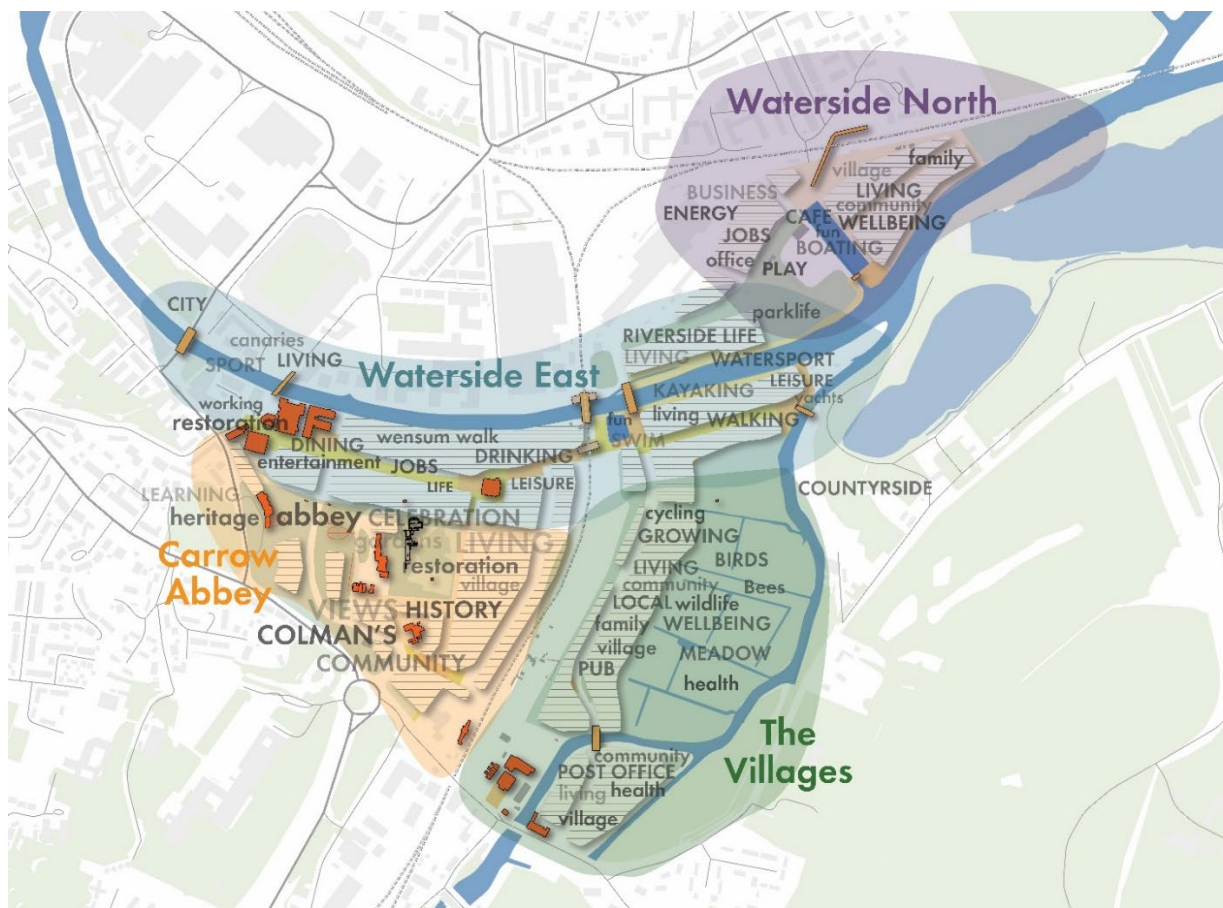 Waterside North
family
village
BUSINESS
LIVING
community
ENERGY
CAFE
WELLBEING
JOBS
fun
BOATING
office
PLAY
parklife
CITY
canaries
SPORT
LIVING
Waterside East
RIVERSIDE LIFE
LIVING
WATERSPORT
KAYAKING
LEISURE
yachts
living
WALKING
fun
SWIM
working
restoration
DINING
wensum walk
DRINKING
entertainment
JOBS
LIFE
LEISURE
COUNTYRSIDE
LEARNING
heritage
abbey
CELEBRATION
gardens
LIVING
restoration
village
Carrow
Abbey
VIEWS
HISTORY
COLMAN'S
COMMUNITY
cycling
GROWING
LIVING
BIRDS
community
Bees
LOCAL
wildlife
family
WELLBEING
village
MEADOW
PUB
health
The
Villages
community
POST OFFICE
living
health
village